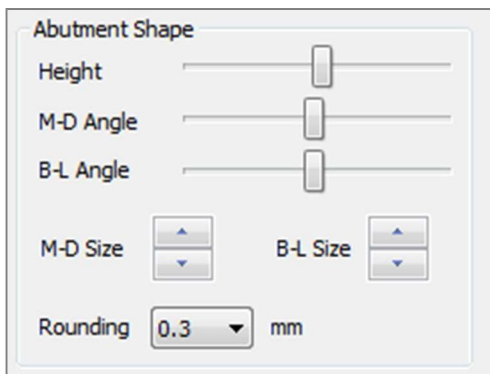 Abutment Shape
Height
M-D Angle
B-L Angle
M-D Size B-L Size
Rounding 0.3 mm